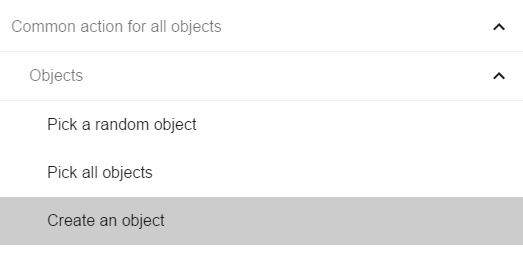 Common action for all objects
Objects
Pick a random object
Pick all objects
Create an object